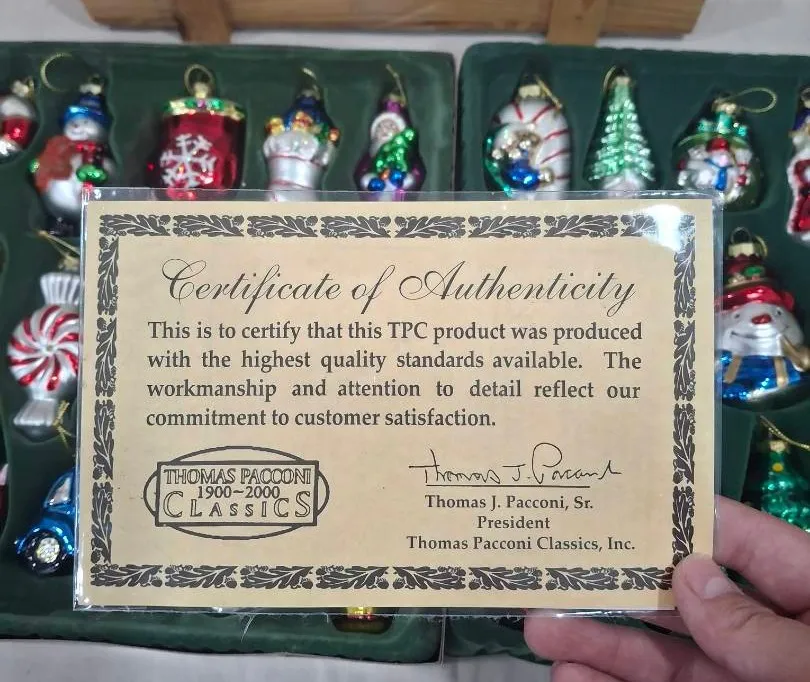 Certificate of Authenticity
This is to certify that this TPC product was produced
with the highest quality standards available. The
workmanship and attention to detail reflect our
commitment to customer satisfaction.
THOMAS PACCONI
1900~2000
CLASSICS
Thomas J. Pacconi
Thomas J. Pacconi, Sr.
President
Thomas Pacconi Classics, Inc.